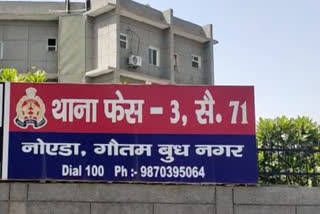 थाना फेस - 3, सै. 71
नोएडा, गौतम बुध नगर
Dial 100 Ph :- 9870395064